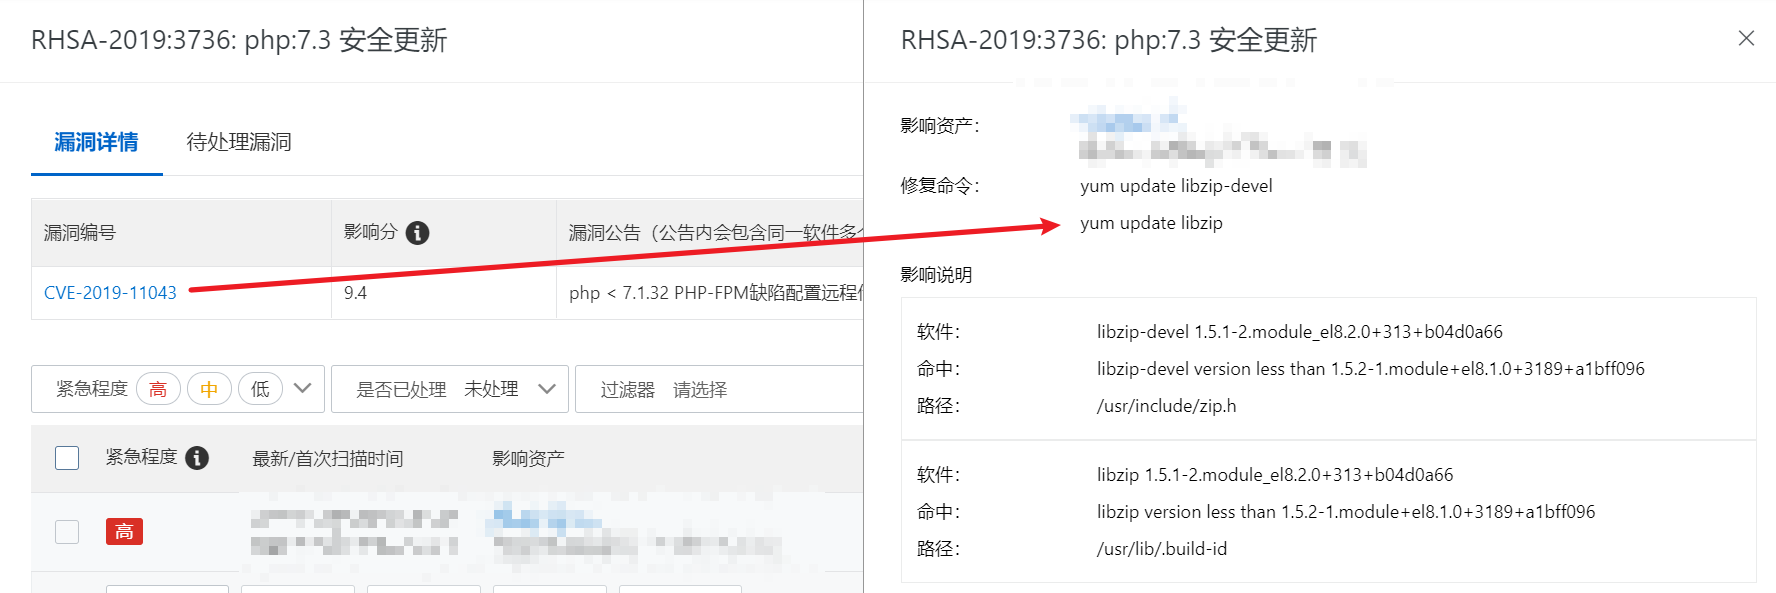 RHSA-2019:3736: php:7.3 安全更新
漏洞详情 待处理漏洞
漏洞编号 影响分 漏洞公告（公告内会包含同一软件多
CVE-2019-11043 9.4 php < 7.1.32 PHP-FPM缺陷配置远程
紧急程度 高 中 低 是否已处理 未处理 过滤器 请选择
紧急程度 最新/首次扫描时间 影响资产
高
RHSA-2019:3736: php:7.3 安全更新
影响资产：
修复命令： yum update libzip-devel
yum update libzip
影响说明
软件： libzip-devel 1.5.1-2.module_el8.2.0+313+b04d0a66
命中： libzip-devel version less than 1.5.2-1.module+el8.1.0+3189+a1bff096
路径： /usr/include/zip.h
软件： libzip 1.5.1-2.module_el8.2.0+313+b04d0a66
命中： libzip version less than 1.5.2-1.module+el8.1.0+3189+a1bff096
路径： /usr/lib/.build-id